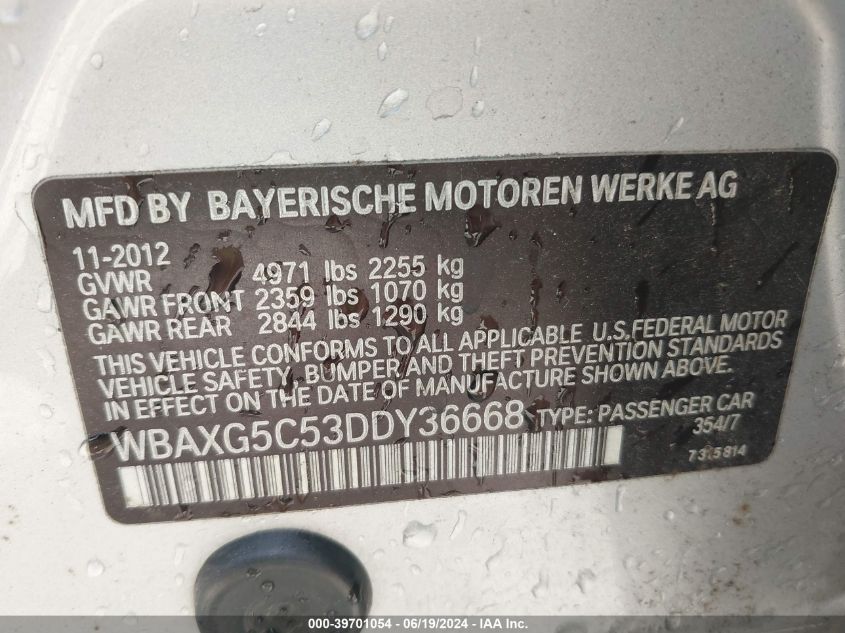 MFD BY BAYERISCHE MOTOREN WERKE AG
11-2012
GVWR 4971 lbs 2255 kg
GAWR FRONT 2359 lbs 1070 kg
GAWR REAR 2844 lbs 1290 kg
THIS VEHICLE CONFORMS TO ALL APPLICABLE U.S.FEDERAL MOTOR
VEHICLE SAFETY, BUMPER AND THEFT PREVENTION STANDARDS
IN EFFECT ON THE DATE OF MANUFACTURE SHOWN ABOVE.
WBAXG5C53DDY36668 TYPE: PASSENGER CAR
354/7
7315814
000-39701054 - 06/19/2024 - IAAI.COM